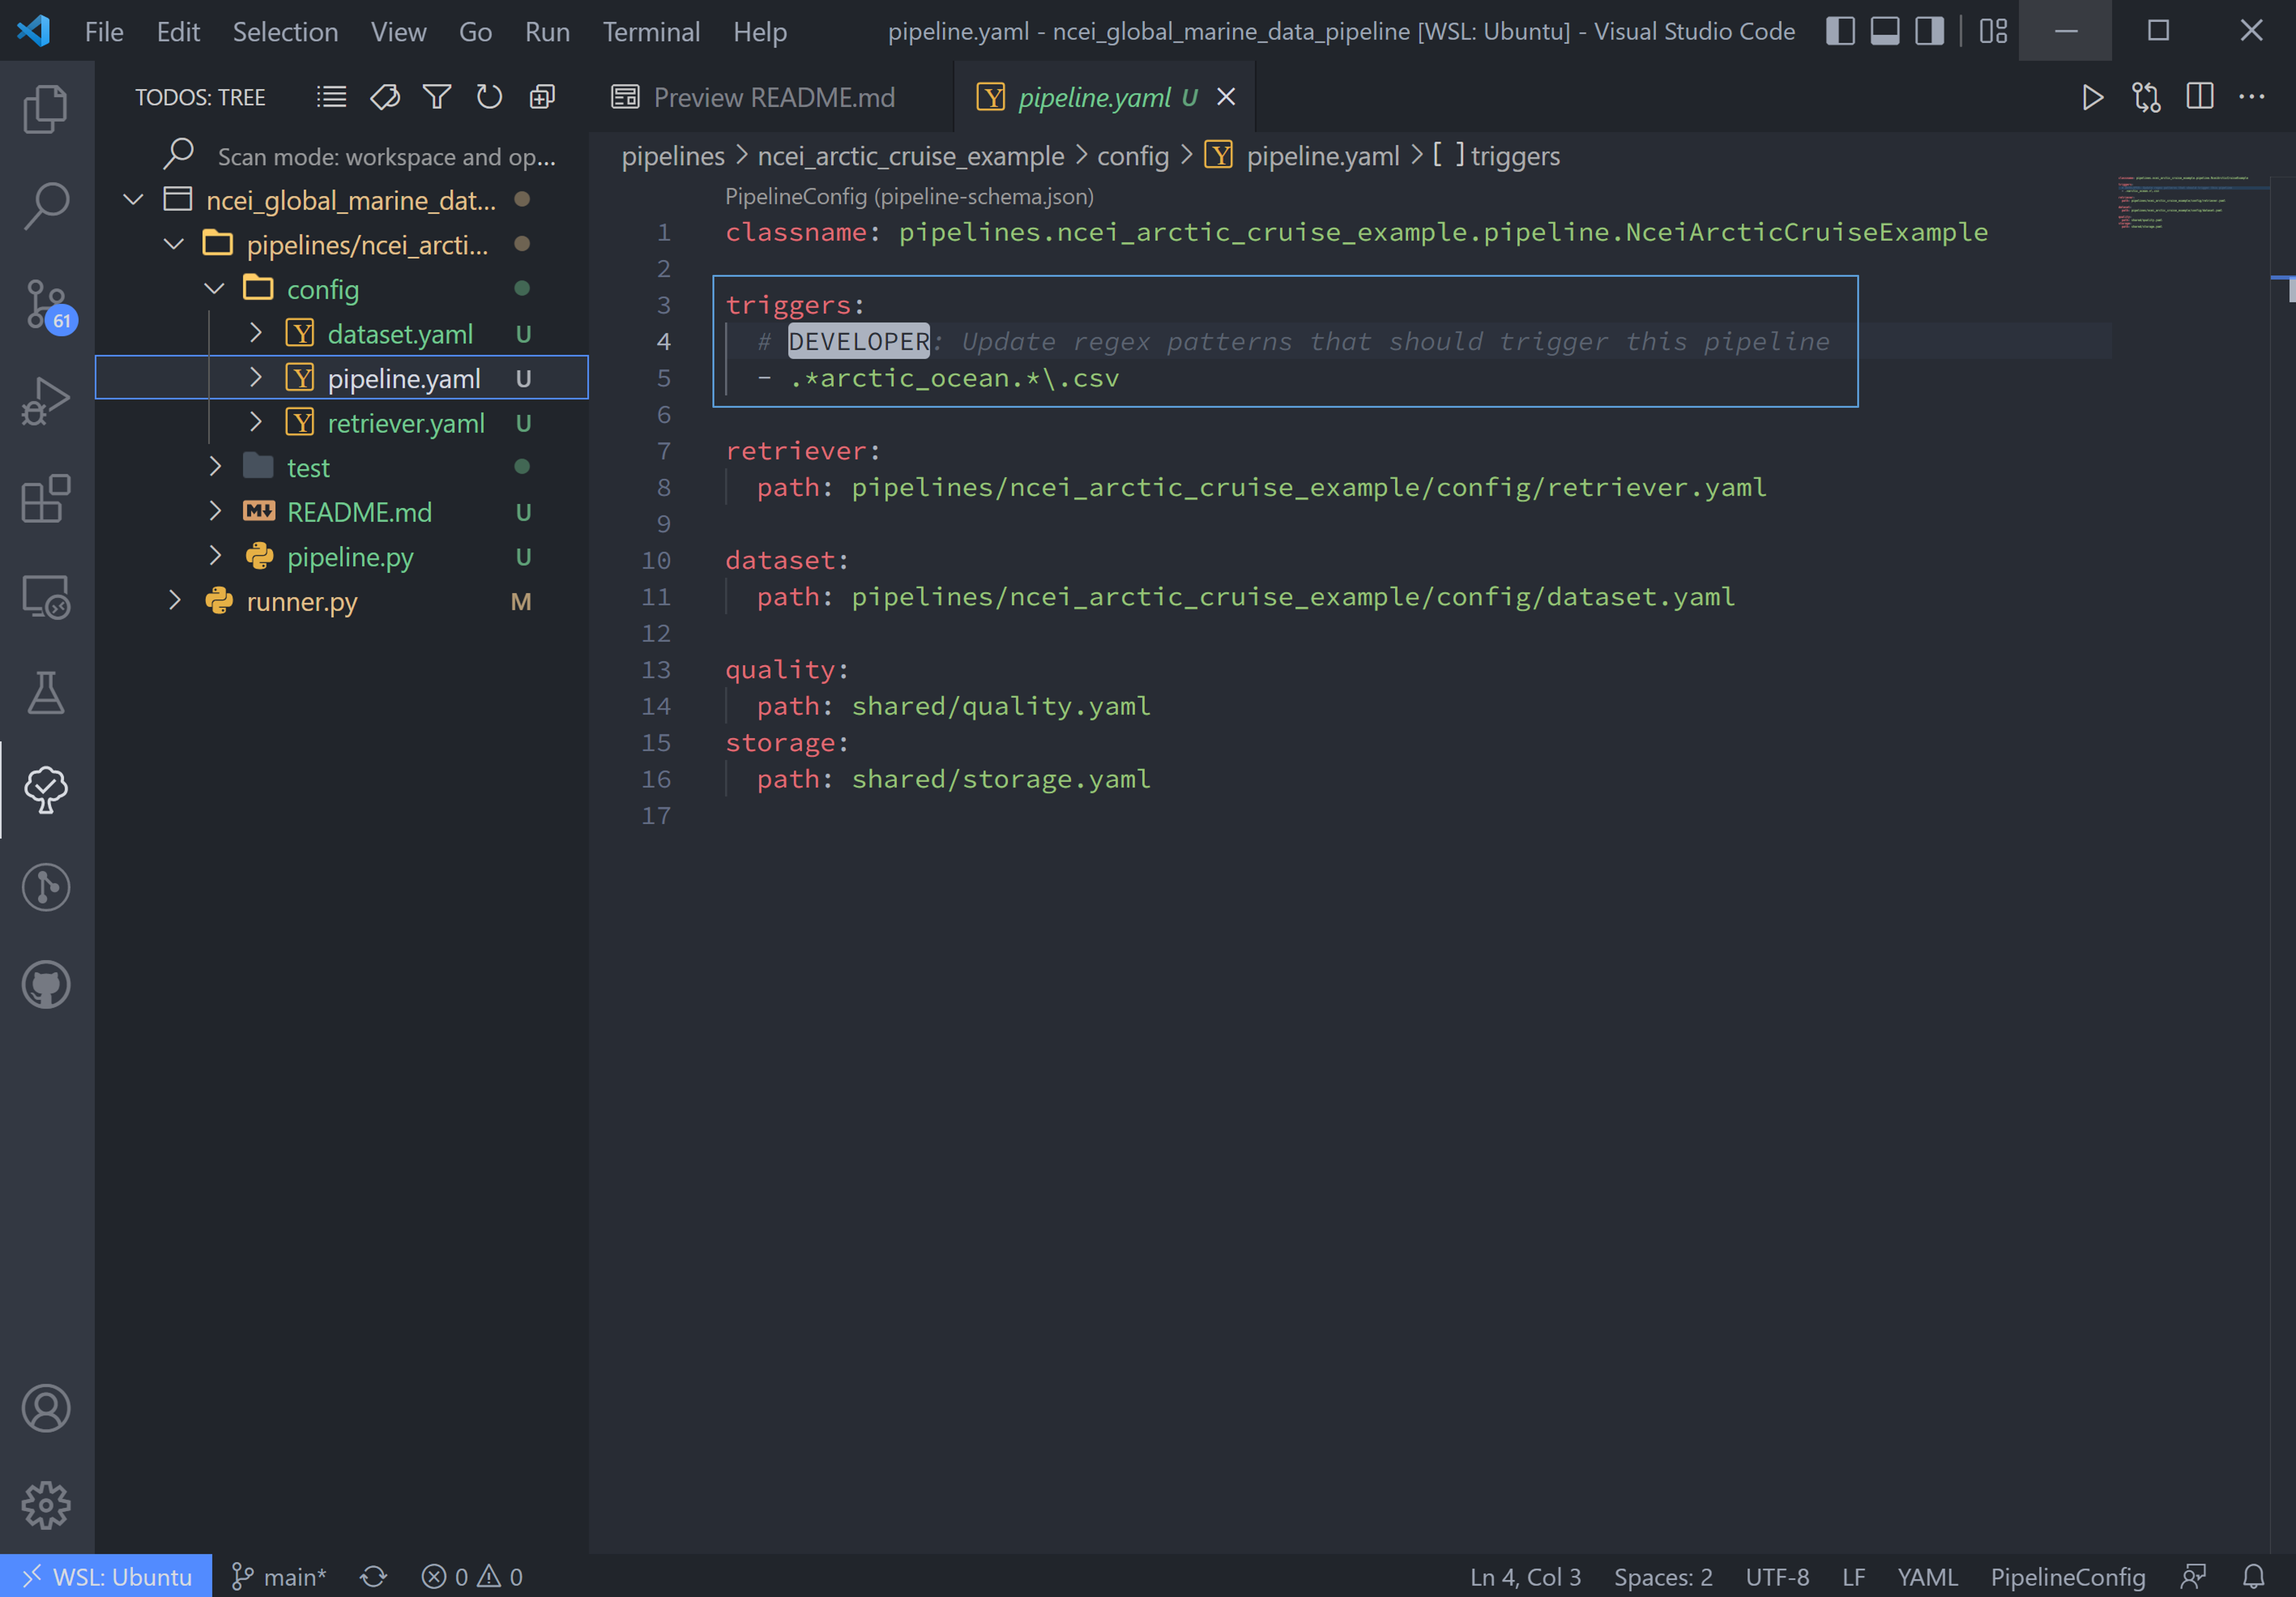 File Edit Selection View Go Run Terminal Help pipeline.yaml - ncei_global_marine_data_pipeline [WSL: Ubuntu] - Visual Studio Code
TODOS: TREE
Scan mode: workspace and op...
ncei_global_marine_dat...
pipelines/ncei_arcti...
config
dataset.yaml U
pipeline.yaml U
retriever.yaml U
test
README.md U
pipeline.py U
runner.py M
61
Preview README.md
pipeline.yaml U
pipelines > ncei_arctic_cruise_example > config > pipeline.yaml > [ ] triggers
PipelineConfig (pipeline-schema.json)
1 classname: pipelines.ncei_arctic_cruise_example.pipeline.NceiArcticCruiseExample
2
3 triggers:
4 # DEVELOPER: Update regex patterns that should trigger this pipeline
5 - .*arctic_ocean.*\.csv
6
7 retriever:
8 path: pipelines/ncei_arctic_cruise_example/config/retriever.yaml
9
10 dataset:
11 path: pipelines/ncei_arctic_cruise_example/config/dataset.yaml
12
13 quality:
14 path: shared/quality.yaml
15 storage:
16 path: shared/storage.yaml
17
WSL: Ubuntu main* 0 0 Ln 4, Col 3 Spaces: 2 UTF-8 LF YAML PipelineConfig